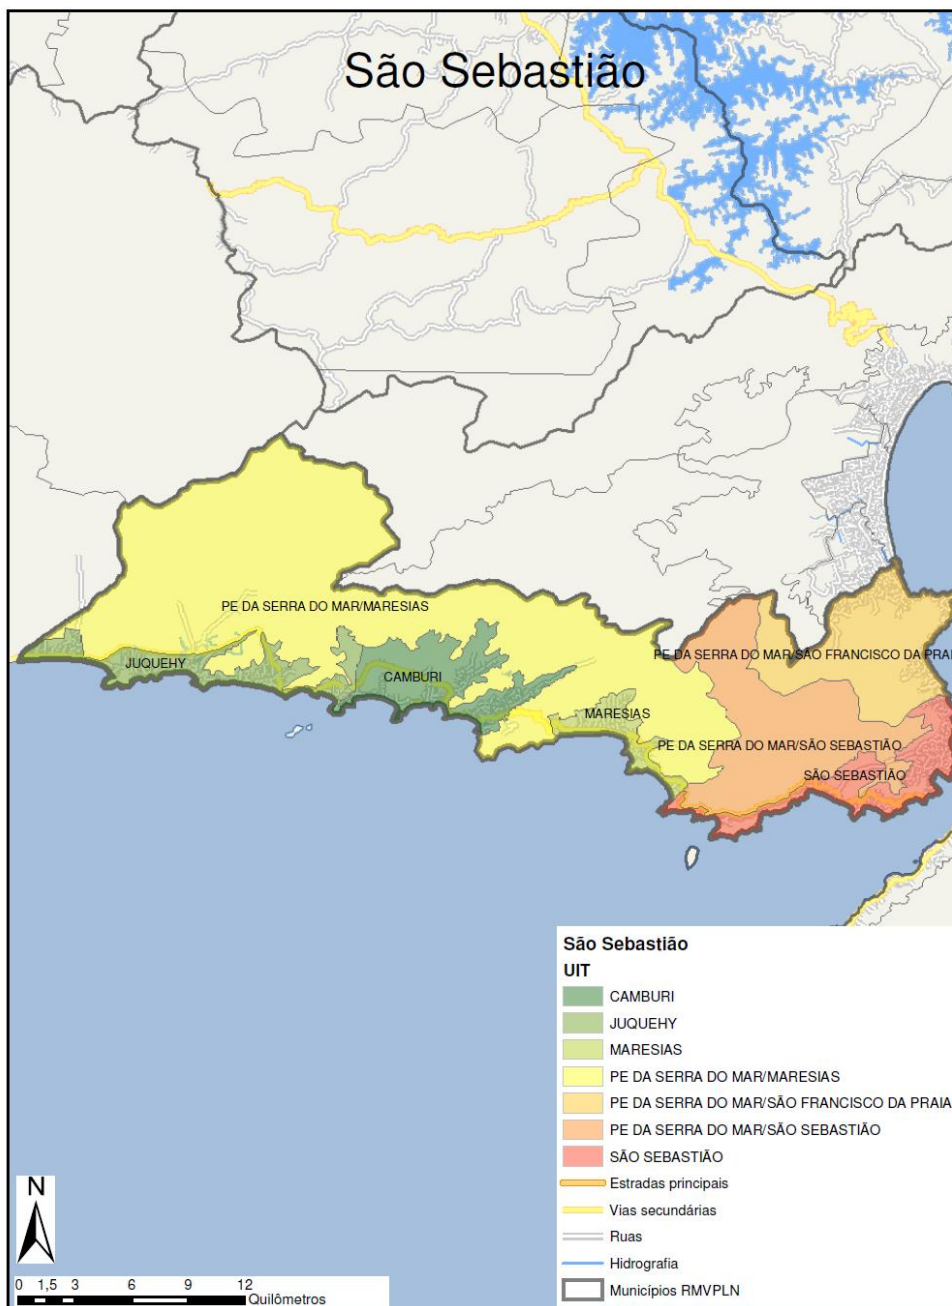 São Sebastião
PE DA SERRA DO MAR/MARESIAS
PE DA SERRA DO MAR/SÃO FRANCISCO DA PRAIA
JUQUEHY
CAMBURI
MARESIAS
PE DA SERRA DO MAR/SÃO SEBASTIÃO
SÃO SEBASTIÃO
São Sebastião
UIT
CAMBURI
JUQUEHY
MARESIAS
PE DA SERRA DO MAR/MARESIAS
PE DA SERRA DO MAR/SÃO FRANCISCO DA PRAIA
PE DA SERRA DO MAR/SÃO SEBASTIÃO
SÃO SEBASTIÃO
Estradas principais
Vias secundárias
Ruas
Hidrografia
Municípios RMVPLN
N
0 1,5 3 6 9 12
Quilômetros